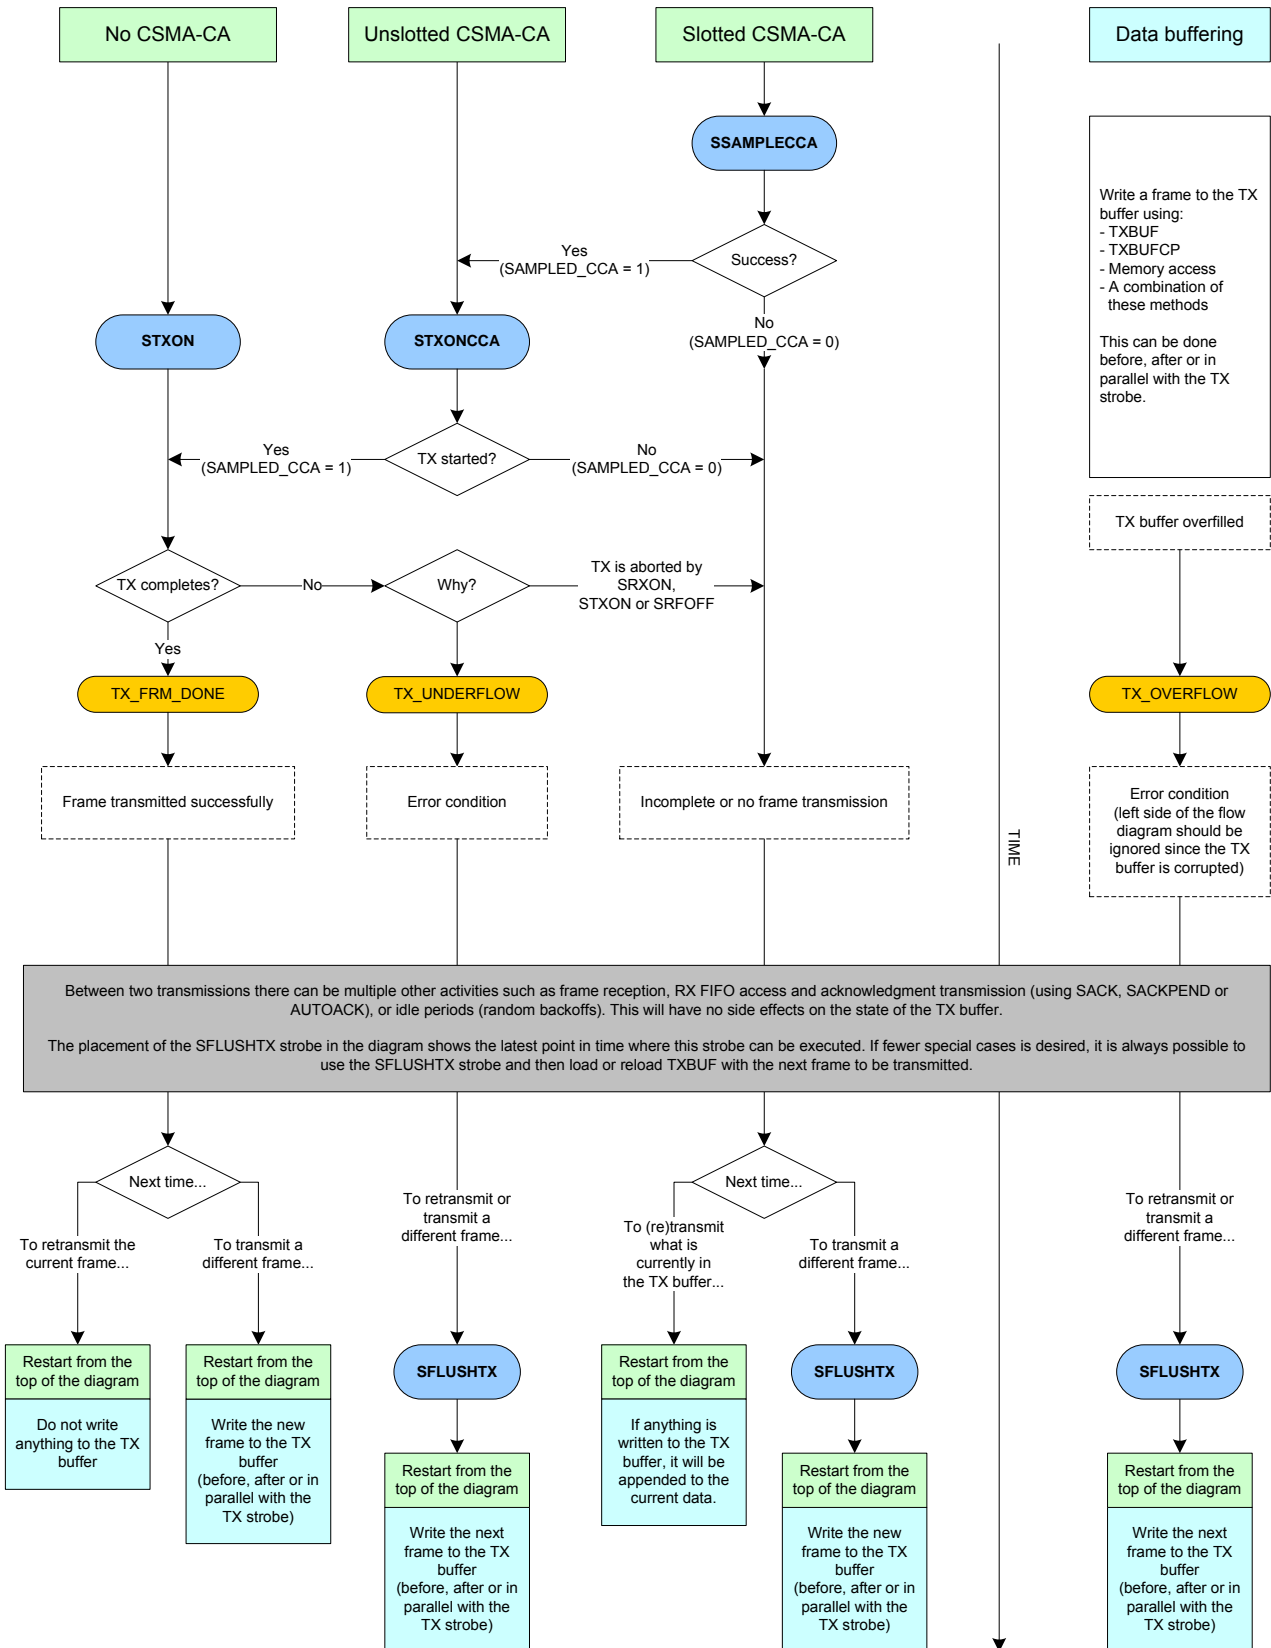 No CSMA-CA
Unslotted CSMA-CA
Slotted CSMA-CA
Data buffering
SSAMPLECCA
Write a frame to the TX
buffer using:
- TXBUF
- TXBUFCP
- Memory access
- A combination of
these methods
This can be done
before, after or in
parallel with the TX
strobe.
Success?
Yes
(SAMPLED_CCA = 1)
No
(SAMPLED_CCA = 0)
STXON
STXONCCA
TX started?
Yes
(SAMPLED_CCA = 1)
No
(SAMPLED_CCA = 0)
TX buffer overfilled
TX completes?
No
Why?
TX is aborted by
SRXON,
STXON or SRFOFF
Yes
TX_FRM_DONE
TX_UNDERFLOW
TX_OVERFLOW
Frame transmitted successfully
Error condition
Incomplete or no frame transmission
TIME
Error condition
(left side of the flow
diagram should be
ignored since the TX
buffer is corrupted)
Between two transmissions there can be multiple other activities such as frame reception, RX FIFO access and acknowledgment transmission (using SACK, SACKPEND or
AUTOACK), or idle periods (random backoffs). This will have no side effects on the state of the TX buffer.
The placement of the SFLUSHTX strobe in the diagram shows the latest point in time where this strobe can be executed. If fewer special cases is desired, it is always possible to
use the SFLUSHTX strobe and then load or reload TXBUF with the next frame to be transmitted.
Next time...
To retransmit the
current frame...
To transmit a
different frame...
To retransmit or
transmit a
different frame...
Next time...
To (re)transmit
what is
currently in
the TX buffer...
To transmit a
different frame...
To retransmit or
transmit a
different frame...
Restart from the
top of the diagram
Do not write
anything to the TX
buffer
Restart from the
top of the diagram
Write the new
frame to the TX
buffer
(before, after or in
parallel with the
TX strobe)
SFLUSHTX
Restart from the
top of the diagram
Write the next
frame to the TX
buffer
(before, after or in
parallel with the
TX strobe)
Restart from the
top of the diagram
If anything is
written to the TX
buffer, it will be
appended to the
current data.
SFLUSHTX
Restart from the
top of the diagram
Write the new
frame to the TX
buffer
(before, after or in
parallel with the
TX strobe)
SFLUSHTX
Restart from the
top of the diagram
Write the next
frame to the TX
buffer
(before, after or in
parallel with the
TX strobe)